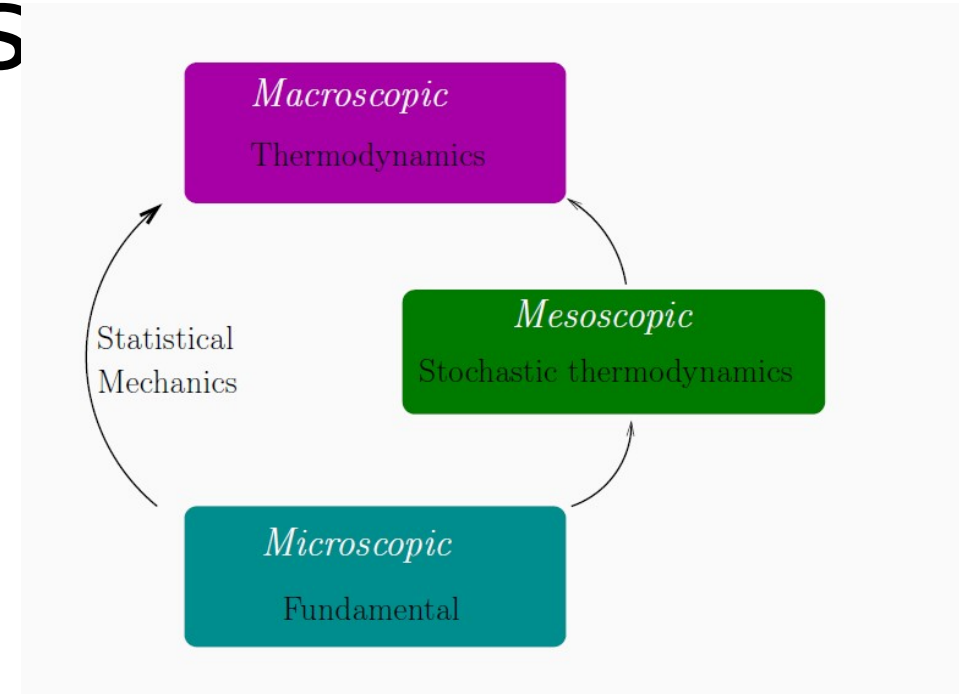 s
Macroscopic
Thermodynamics
Statistical
Mechanics
Mesoscopic
Stochastic thermodynamics
Microscopic
Fundamental